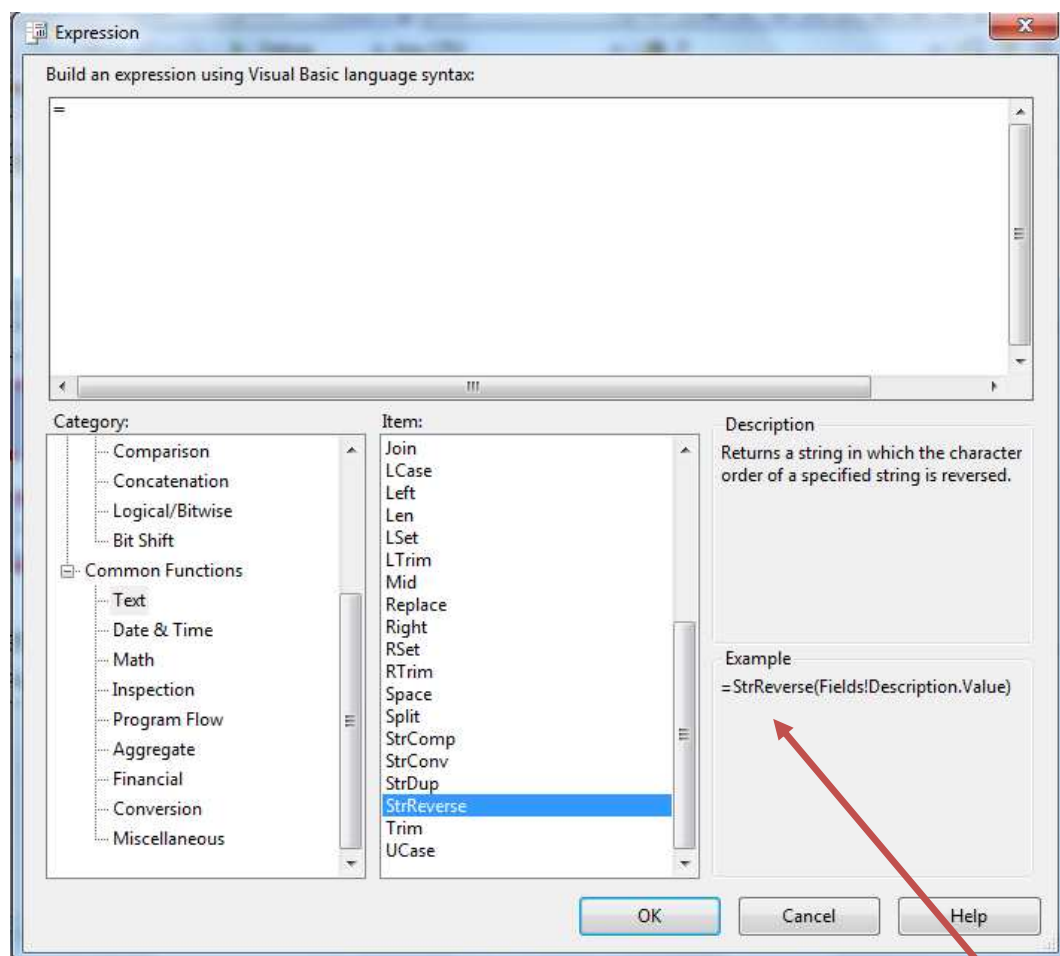 Expression
Build an expression using Visual Basic language syntax:
=
Category:
Comparison
Concatenation
Logical/Bitwise
Bit Shift
Common Functions
Text
Date & Time
Math
Inspection
Program Flow
Aggregate
Financial
Conversion
Miscellaneous
Item:
Join
LCase
Left
Len
LSet
LTrim
Mid
Replace
Right
RSet
RTrim
Space
Split
StrComp
StrConv
StrDup
StrReverse
Trim
UCase
Description
Returns a string in which the character
order of a specified string is reversed.
Example
=StrReverse(Fields!Description.Value)
OK
Cancel
Help